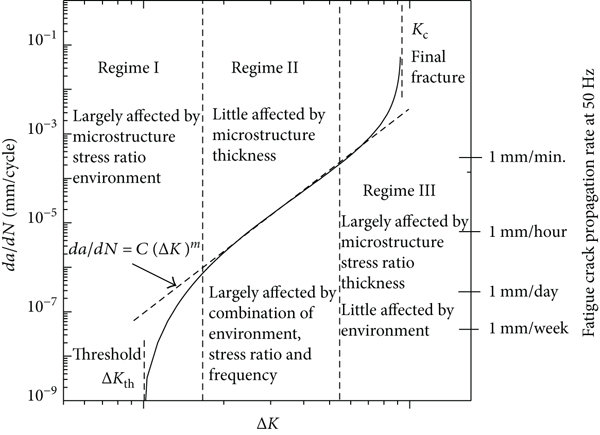 10⁻¹
10⁻³
10⁻⁴
10⁻⁵
10⁻⁶
10⁻⁷
10⁻⁹
da/dN (mm/cycle)
Regime I
Largely affected by
microstructure
stress ratio
environment
da/dN = C (ΔK)ᵐ
Threshold
ΔK_th
Regime II
Little affected by
microstructure
thickness
Largely affected by
combination of
environment,
stress ratio and
frequency
K_c
Final
fracture
Regime III
Largely affected by
microstructure
stress ratio
thickness
Little affected by
environment
1 mm/min.
1 mm/hour
1 mm/day
1 mm/week
Fatigue crack propagation rate at 50 Hz
ΔK